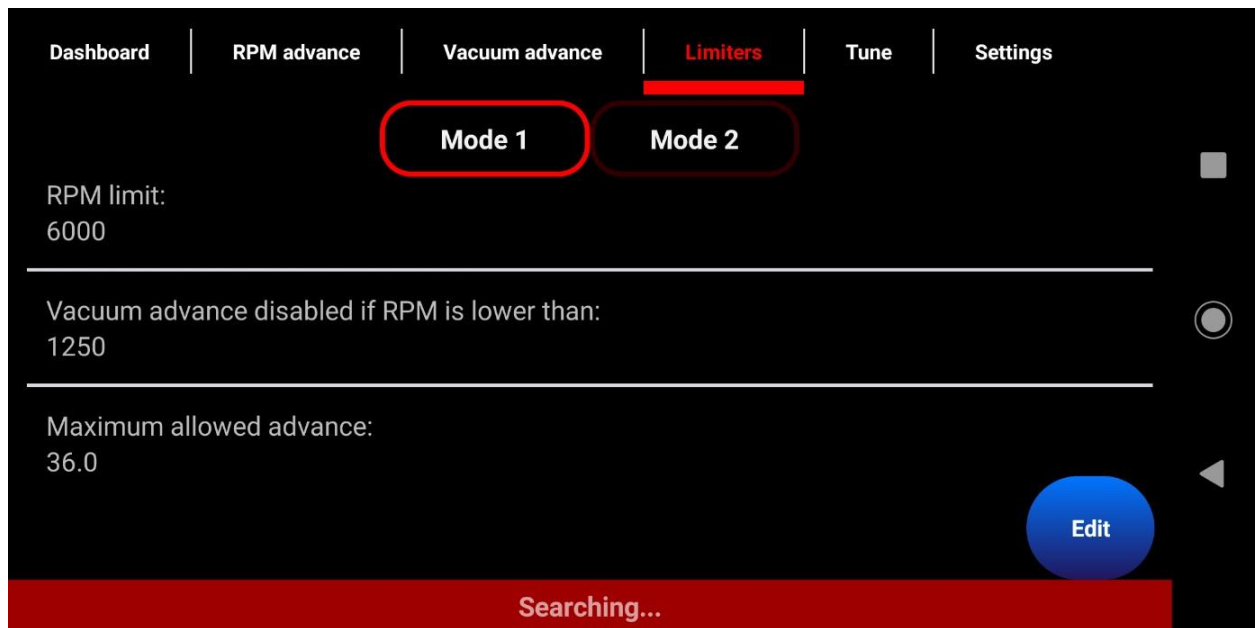 Dashboard RPM advance Vacuum advance Limiters Tune Settings
Mode 1 Mode 2
RPM limit:
6000
Vacuum advance disabled if RPM is lower than:
1250
Maximum allowed advance:
36.0
Edit
Searching...